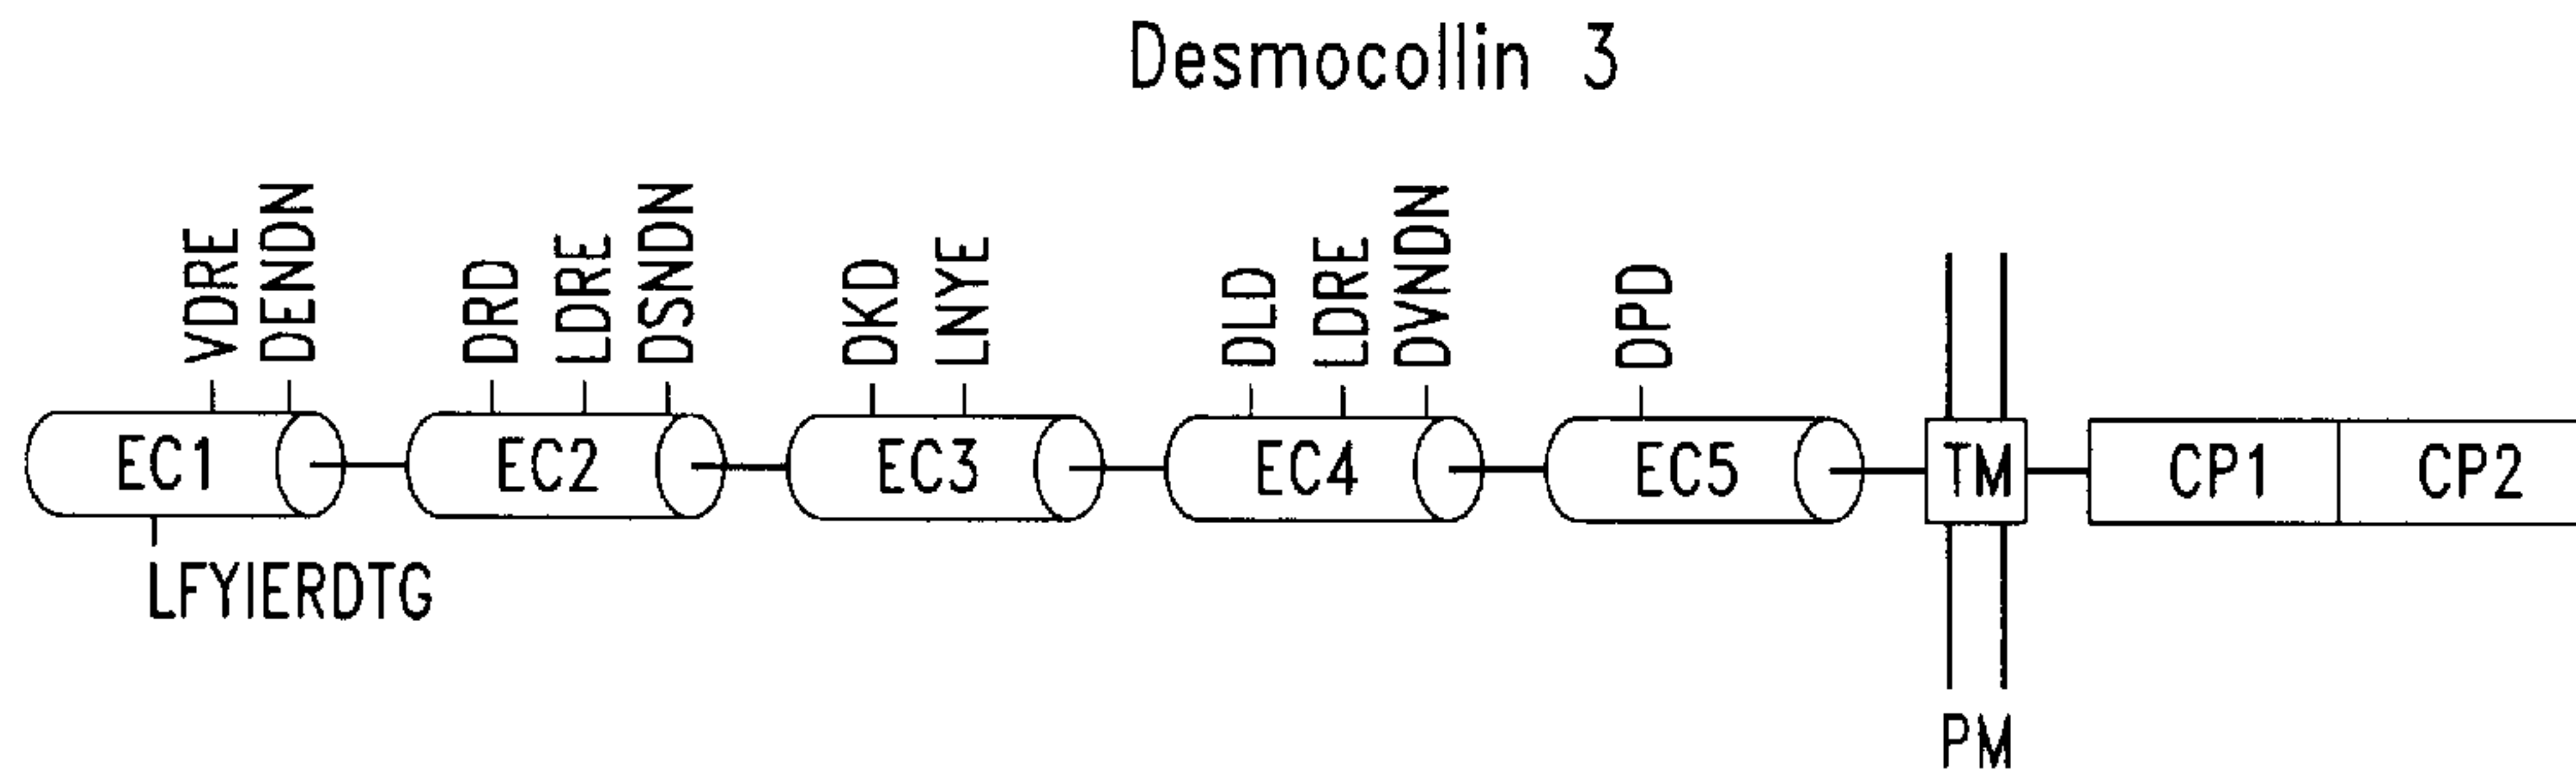 Desmocollin 3
VDRE
DENDN
DRD
LDRE
DSNDN
DKD
LNYE
DLD
LDRE
DVNDN
DPD
EC1
EC2
EC3
EC4
EC5
TM
CP1
CP2
LFYIERDTG
PM